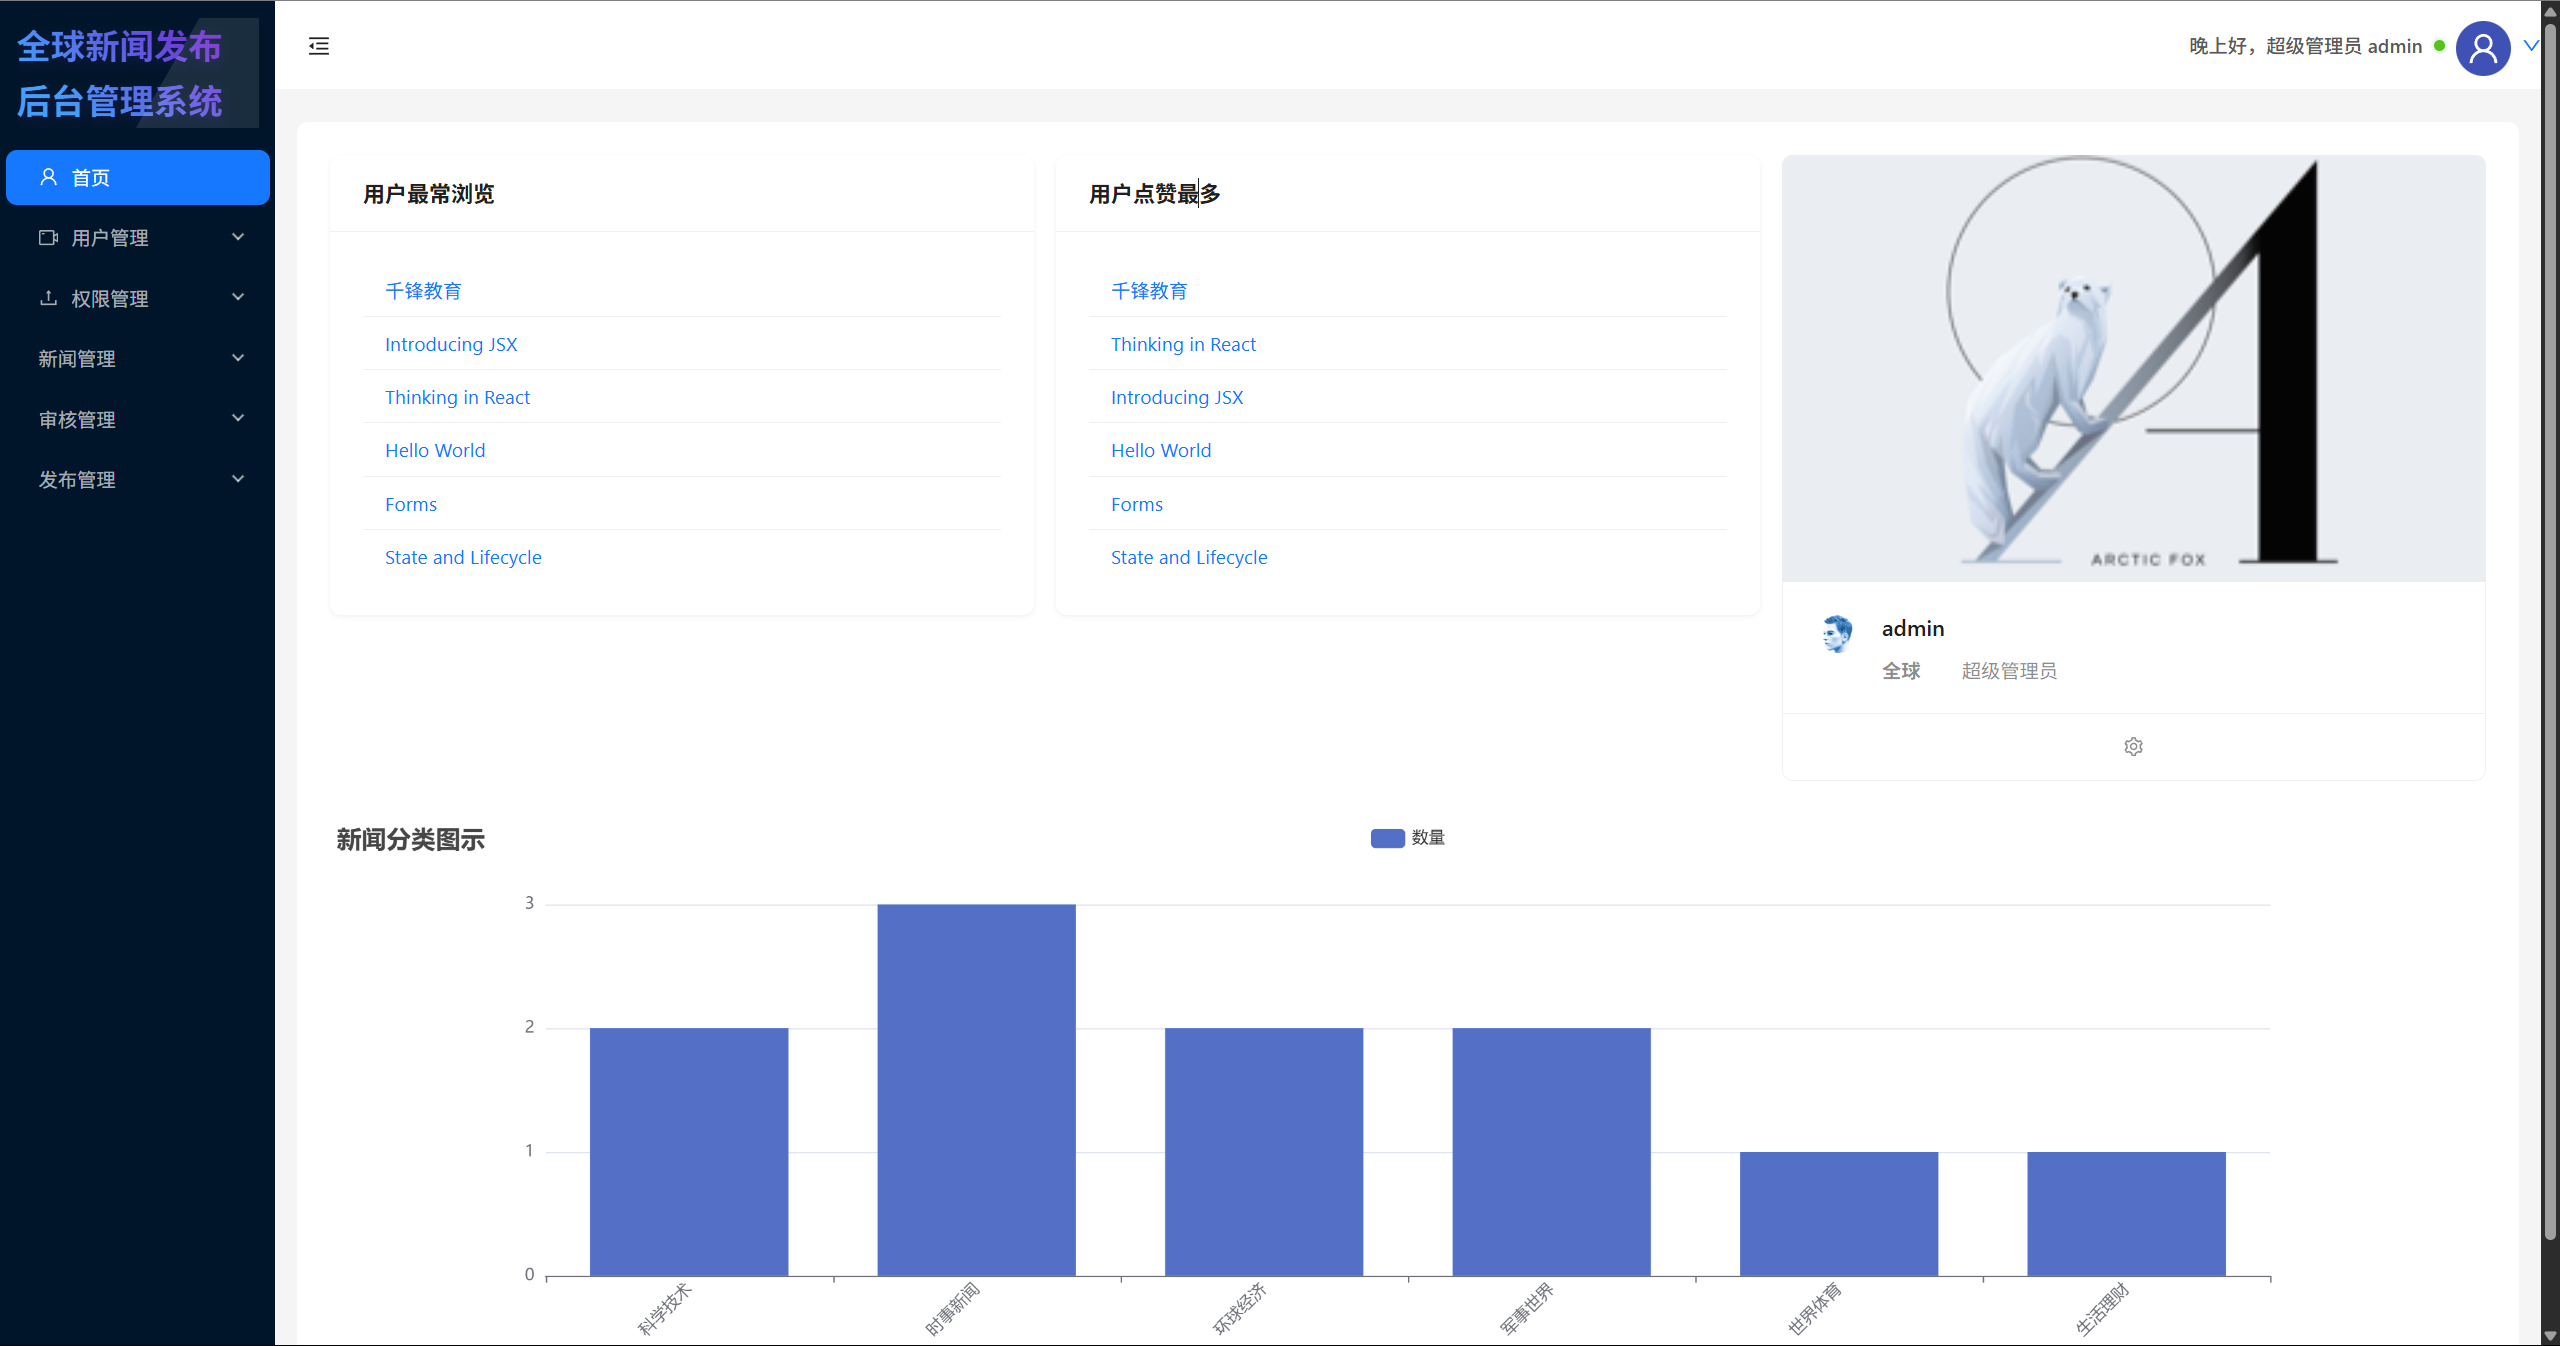 全球新闻发布
后台管理系统
首页
用户管理
权限管理
新闻管理
审核管理
发布管理
晚上好，超级管理员 admin
用户最常浏览
千锋教育
Introducing JSX
Thinking in React
Hello World
Forms
State and Lifecycle
用户点赞最多
千锋教育
Thinking in React
Introducing JSX
Hello World
Forms
State and Lifecycle
ARCTIC FOX
admin
全球 超级管理员
新闻分类图示
数量
3
2
1
0
科学技术
时事新闻
环球经济
军事世界
世界体育
生活理财